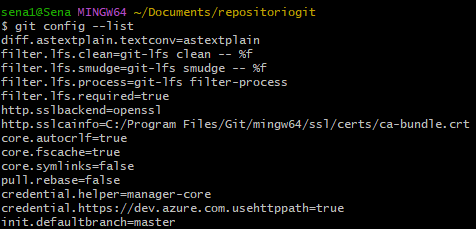 sena1@Sena MINGW64 ~/Documents/repositoriogit
$ git config --list
diff.astextplain.textconv=astextplain
filter.lfs.clean=git-lfs clean -- %f
filter.lfs.smudge=git-lfs smudge -- %f
filter.lfs.process=git-lfs filter-process
filter.lfs.required=true
http.sslbackend=openssl
http.sslcainfo=C:/Program Files/Git/mingw64/ssl/certs/ca-bundle.crt
core.autocrlf=true
core.fscache=true
core.symlinks=false
pull.rebase=false
credential.helper=manager-core
credential.https://dev.azure.com.usehttppath=true
init.defaultbranch=master